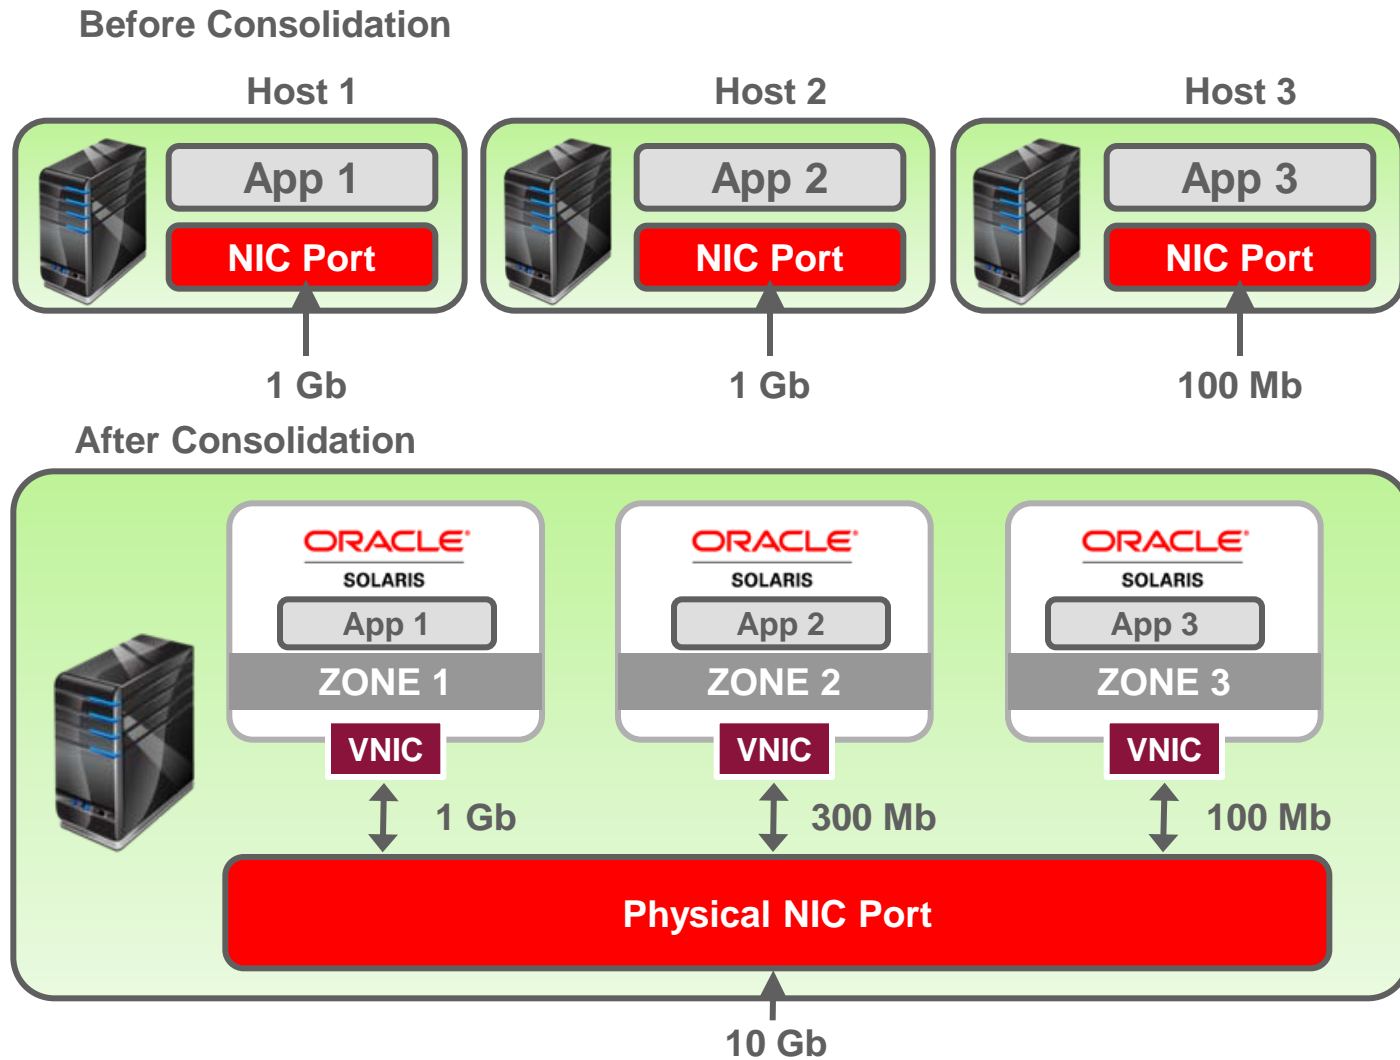 Before Consolidation
Host 1 Host 2 Host 3
App 1 App 2 App 3
NIC Port NIC Port NIC Port
1 Gb 1 Gb 100 Mb
After Consolidation
ORACLE ORACLE ORACLE
SOLARIS SOLARIS SOLARIS
App 1 App 2 App 3
ZONE 1 ZONE 2 ZONE 3
VNIC VNIC VNIC
1 Gb 300 Mb 100 Mb
Physical NIC Port
10 Gb